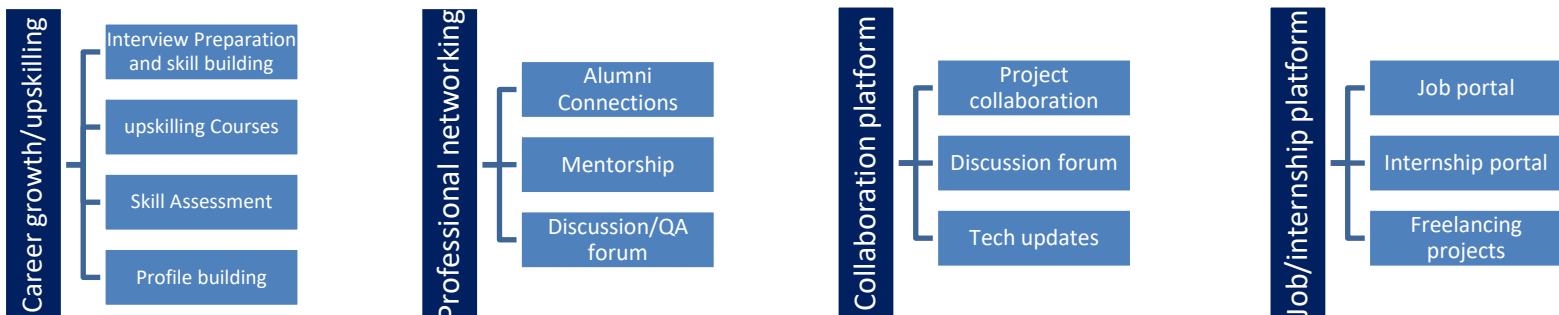 Career growth/upskilling
Interview Preparation
and skill building
upskilling Courses
Skill Assessment
Profile building
Professional networking
Alumni
Connections
Mentorship
Discussion/QA
forum
Collaboration platform
Project
collaboration
Discussion forum
Tech updates
Job/internship platform
Job portal
Internship portal
Freelancing
projects